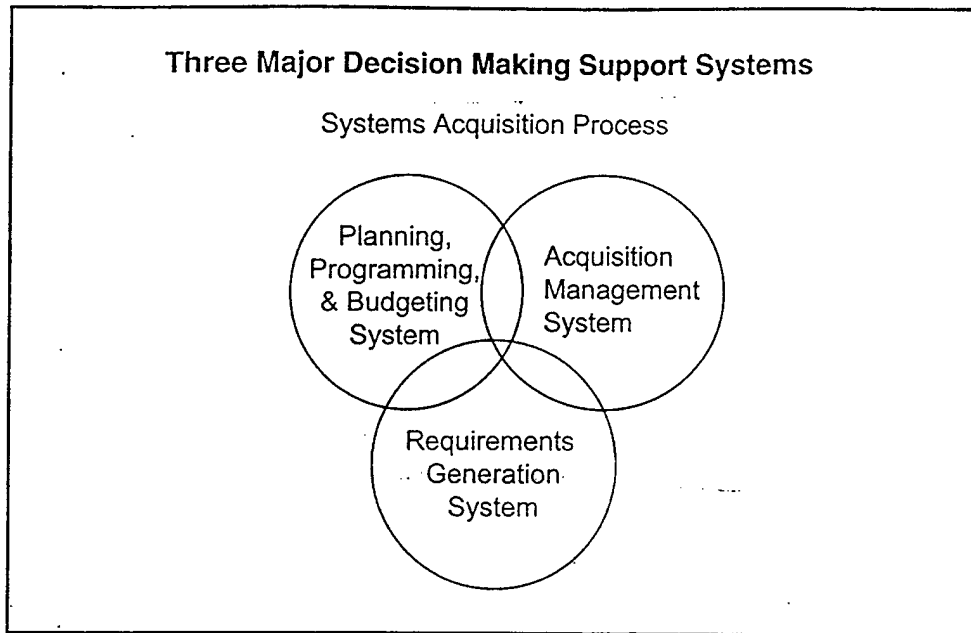 Three Major Decision Making Support Systems
Systems Acquisition Process
Planning,
Programming,
& Budgeting
System
Acquisition
Management
System
Requirements
Generation
System